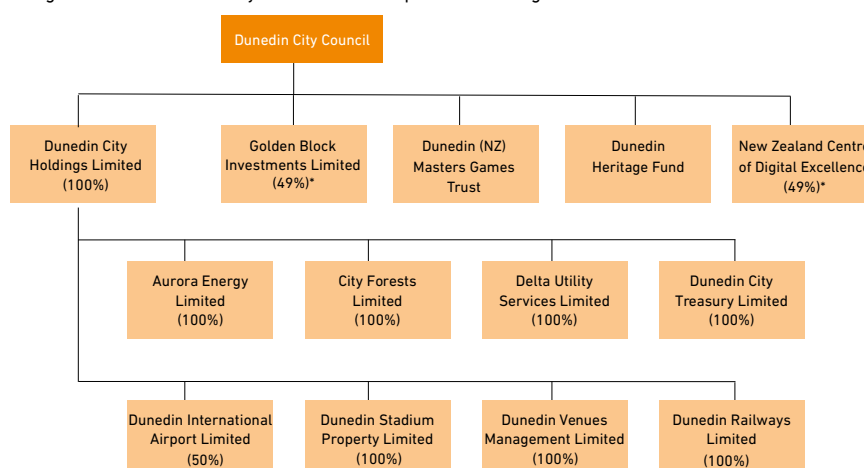 Dunedin City Council
Dunedin City
Holdings Limited
(100%)
Golden Block
Investments Limited
(49%)*
Dunedin (NZ)
Masters Games
Trust
Dunedin
Heritage Fund
New Zealand Centre
of Digital Excellence
(49%)*
Aurora Energy
Limited
(100%)
City Forests
Limited
(100%)
Delta Utility
Services Limited
(100%)
Dunedin City
Treasury Limited
(100%)
Dunedin International
Airport Limited
(50%)
Dunedin Stadium
Property Limited
(100%)
Dunedin Venues
Management Limited
(100%)
Dunedin Railways
Limited
(100%)